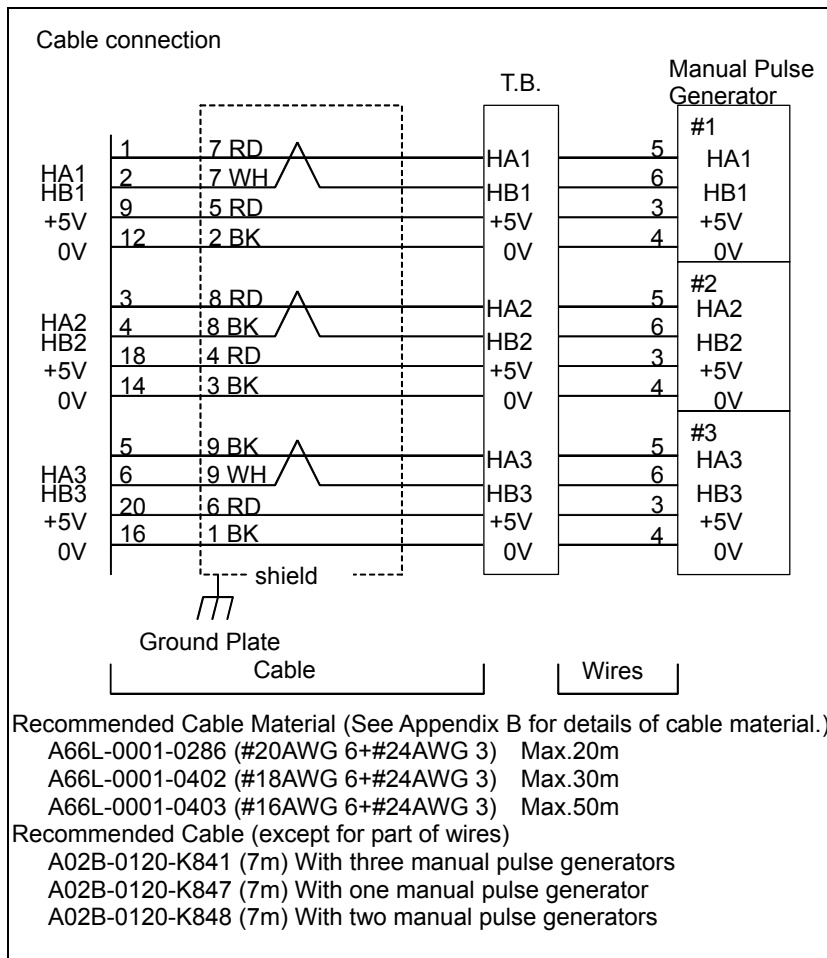 Cable connection
T.B.
Manual Pulse
Generator
#1
1 7 RD HA1 5 HA1
HA1
2 7 WH HB1 6 HB1
HB1
9 5 RD +5V 3 +5V
+5V
12 2 BK 0V 4 0V
0V
#2
3 8 RD HA2 5 HA2
HA2
4 8 BK HB2 6 HB2
HB2
18 4 RD +5V 3 +5V
+5V
14 3 BK 0V 4 0V
0V
#3
5 9 BK HA3 5 HA3
HA3
6 9 WH HB3 6 HB3
HB3
20 6 RD +5V 3 +5V
+5V
16 1 BK 0V 4 0V
0V
shield
Ground Plate
Cable Wires
Recommended Cable Material (See Appendix B for details of cable material.)
A66L-0001-0286 (#20AWG 6+#24AWG 3) Max.20m
A66L-0001-0402 (#18AWG 6+#24AWG 3) Max.30m
A66L-0001-0403 (#16AWG 6+#24AWG 3) Max.50m
Recommended Cable (except for part of wires)
A02B-0120-K841 (7m) With three manual pulse generators
A02B-0120-K847 (7m) With one manual pulse generator
A02B-0120-K848 (7m) With two manual pulse generators